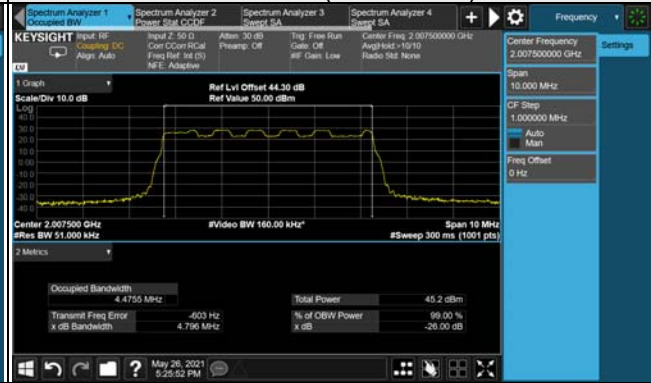 Spectrum Analyzer 1
Occupied BW
Spectrum Analyzer 2
Power Stat CCDF
Spectrum Analyzer 3
Swept SA
Spectrum Analyzer 4
Swept SA
Frequency
KEYSIGHT
Input: RF
Coupling: DC
Align: Auto
Input Z: 50 Ω
Corr CCorr RCal
Freq Ref: Int (S)
NFE: Adaptive
Atten: 30 dB
Preamp: Off
Trig: Free Run
Gate: Off
#IF Gain: Low
Center Freq: 2.007500000 GHz
Avg|Hold:>10/10
Radio Std: None
LXI
Center Frequency
2.007500000 GHz
Settings
Span
10.000 MHz
CF Step
1.000000 MHz
Auto
Man
Freq Offset
0 Hz
1 Graph
Scale/Div 10.0 dB
Ref Lvl Offset 44.30 dB
Ref Value 50.00 dBm
Log
40.0
30.0
20.0
10.0
0.00
-10.0
-20.0
-30.0
-40.0
Center 2.007500 GHz
#Res BW 51.000 kHz
#Video BW 160.00 kHz*
Span 10 MHz
#Sweep 300 ms (1001 pts)
2 Metrics
Occupied Bandwidth
4.4755 MHz
Total Power
45.2 dBm
Transmit Freq Error
-603 Hz
% of OBW Power
99.00 %
x dB Bandwidth
4.796 MHz
x dB
-26.00 dB
?
May 26, 2021
5:25:52 PM